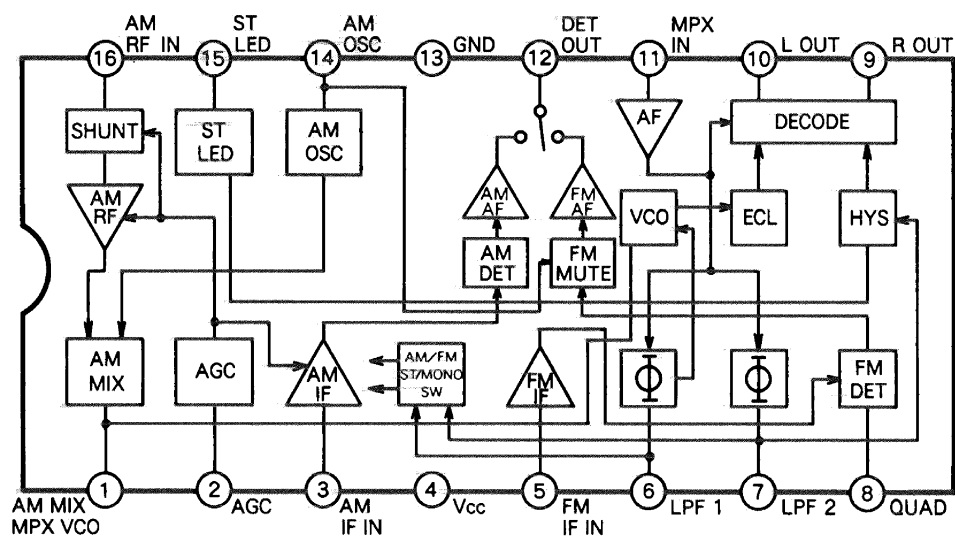 AM
RF IN
ST
LED
AM
OSC
GND
DET
OUT
MPX
IN
L OUT
R OUT
16
15
14
13
12
11
10
9
SHUNT
ST
LED
AM
OSC
AF
DECODE
AM
RF
AM
AF
FM
AF
VCO
ECL
HYS
AM
DET
FM
MUTE
AM
MIX
AGC
AM
IF
AM/FM
ST/MONO
SW
FM
IF
FM
DET
1
2
3
4
5
6
7
8
AM MIX
MPX VCO
AGC
AM
IF IN
Vcc
FM
IF IN
LPF 1
LPF 2
QUAD